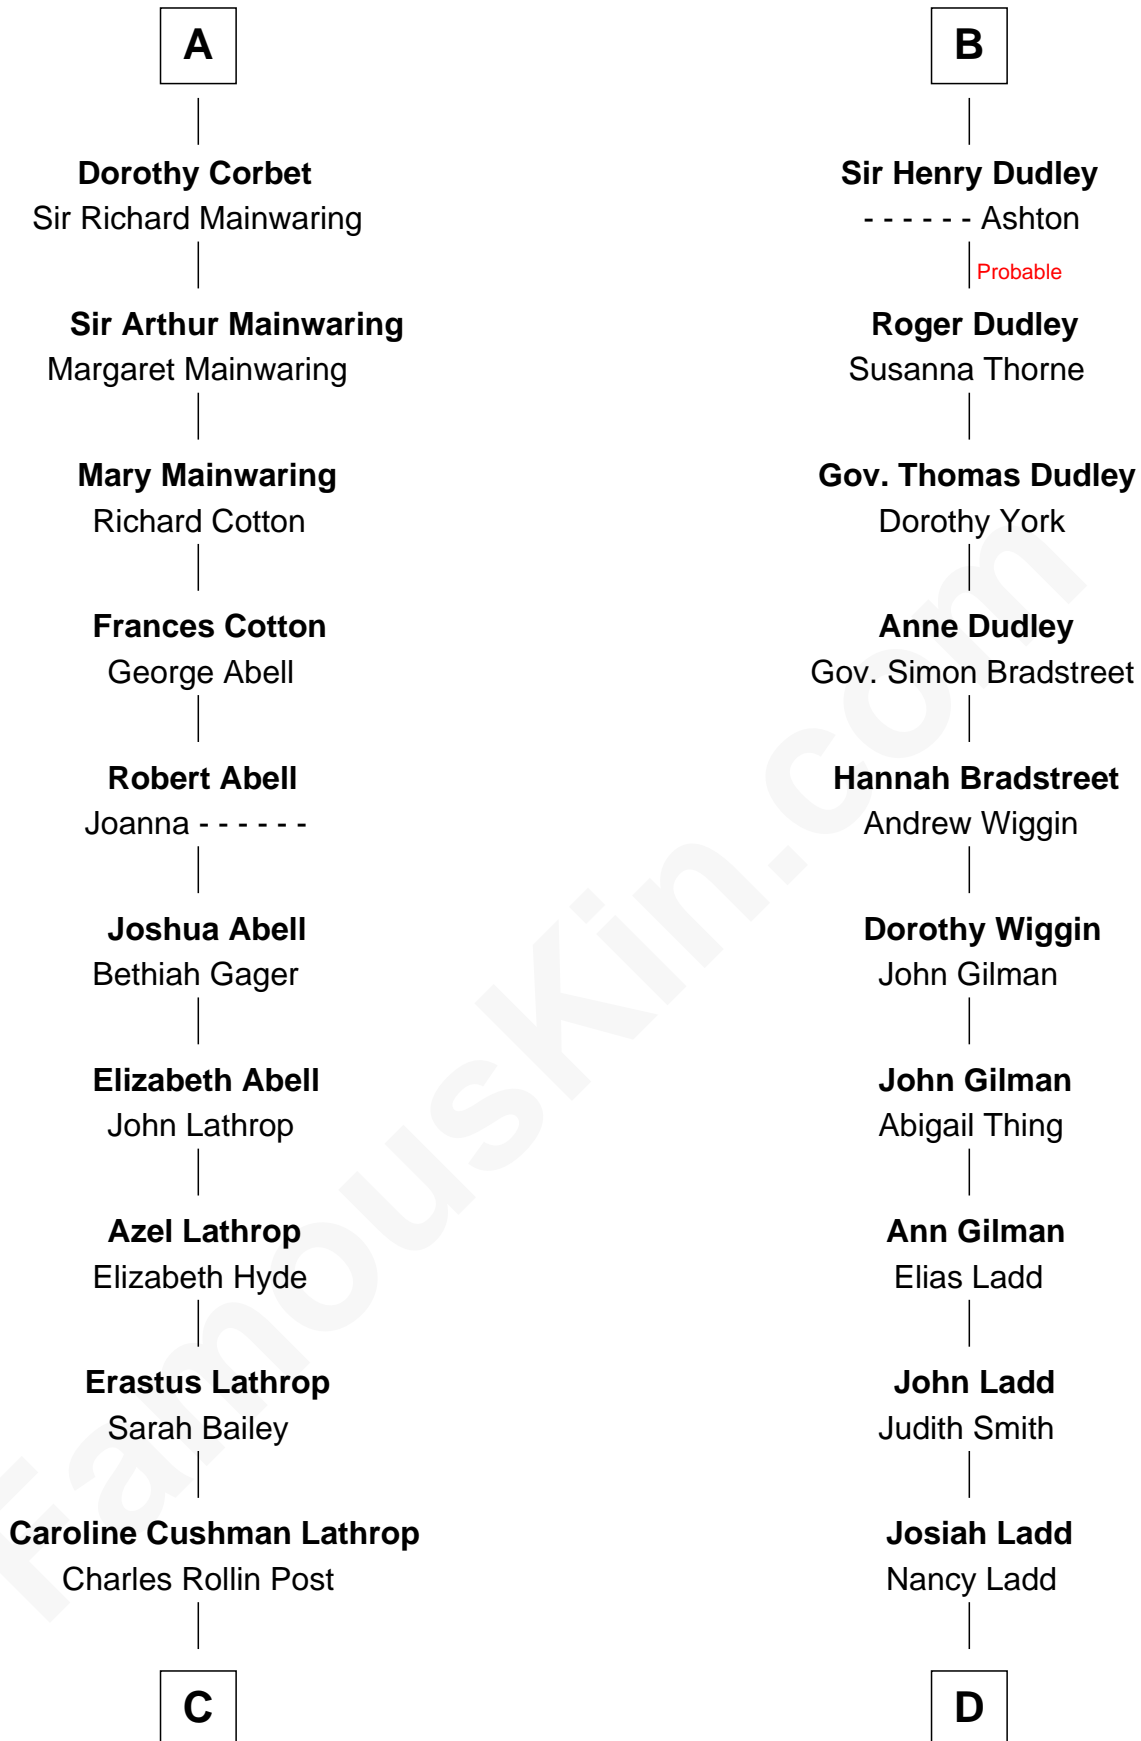 A
Dorothy Corbet
Sir Richard Mainwaring
Sir Arthur Mainwaring
Margaret Mainwaring
Mary Mainwaring
Richard Cotton
Frances Cotton
George Abell
Robert Abell
Joanna - - - - - -
Joshua Abell
Bethiah Gager
Elizabeth Abell
John Lathrop
Azel Lathrop
Elizabeth Hyde
Erastus Lathrop
Sarah Bailey
Caroline Cushman Lathrop
Charles Rollin Post
C
B
Sir Henry Dudley
- - - - - - Ashton
Probable
Roger Dudley
Susanna Thorne
Gov. Thomas Dudley
Dorothy York
Anne Dudley
Gov. Simon Bradstreet
Hannah Bradstreet
Andrew Wiggin
Dorothy Wiggin
John Gilman
John Gilman
Abigail Thing
Ann Gilman
Elias Ladd
John Ladd
Judith Smith
Josiah Ladd
Nancy Ladd
D
FamousKin.com